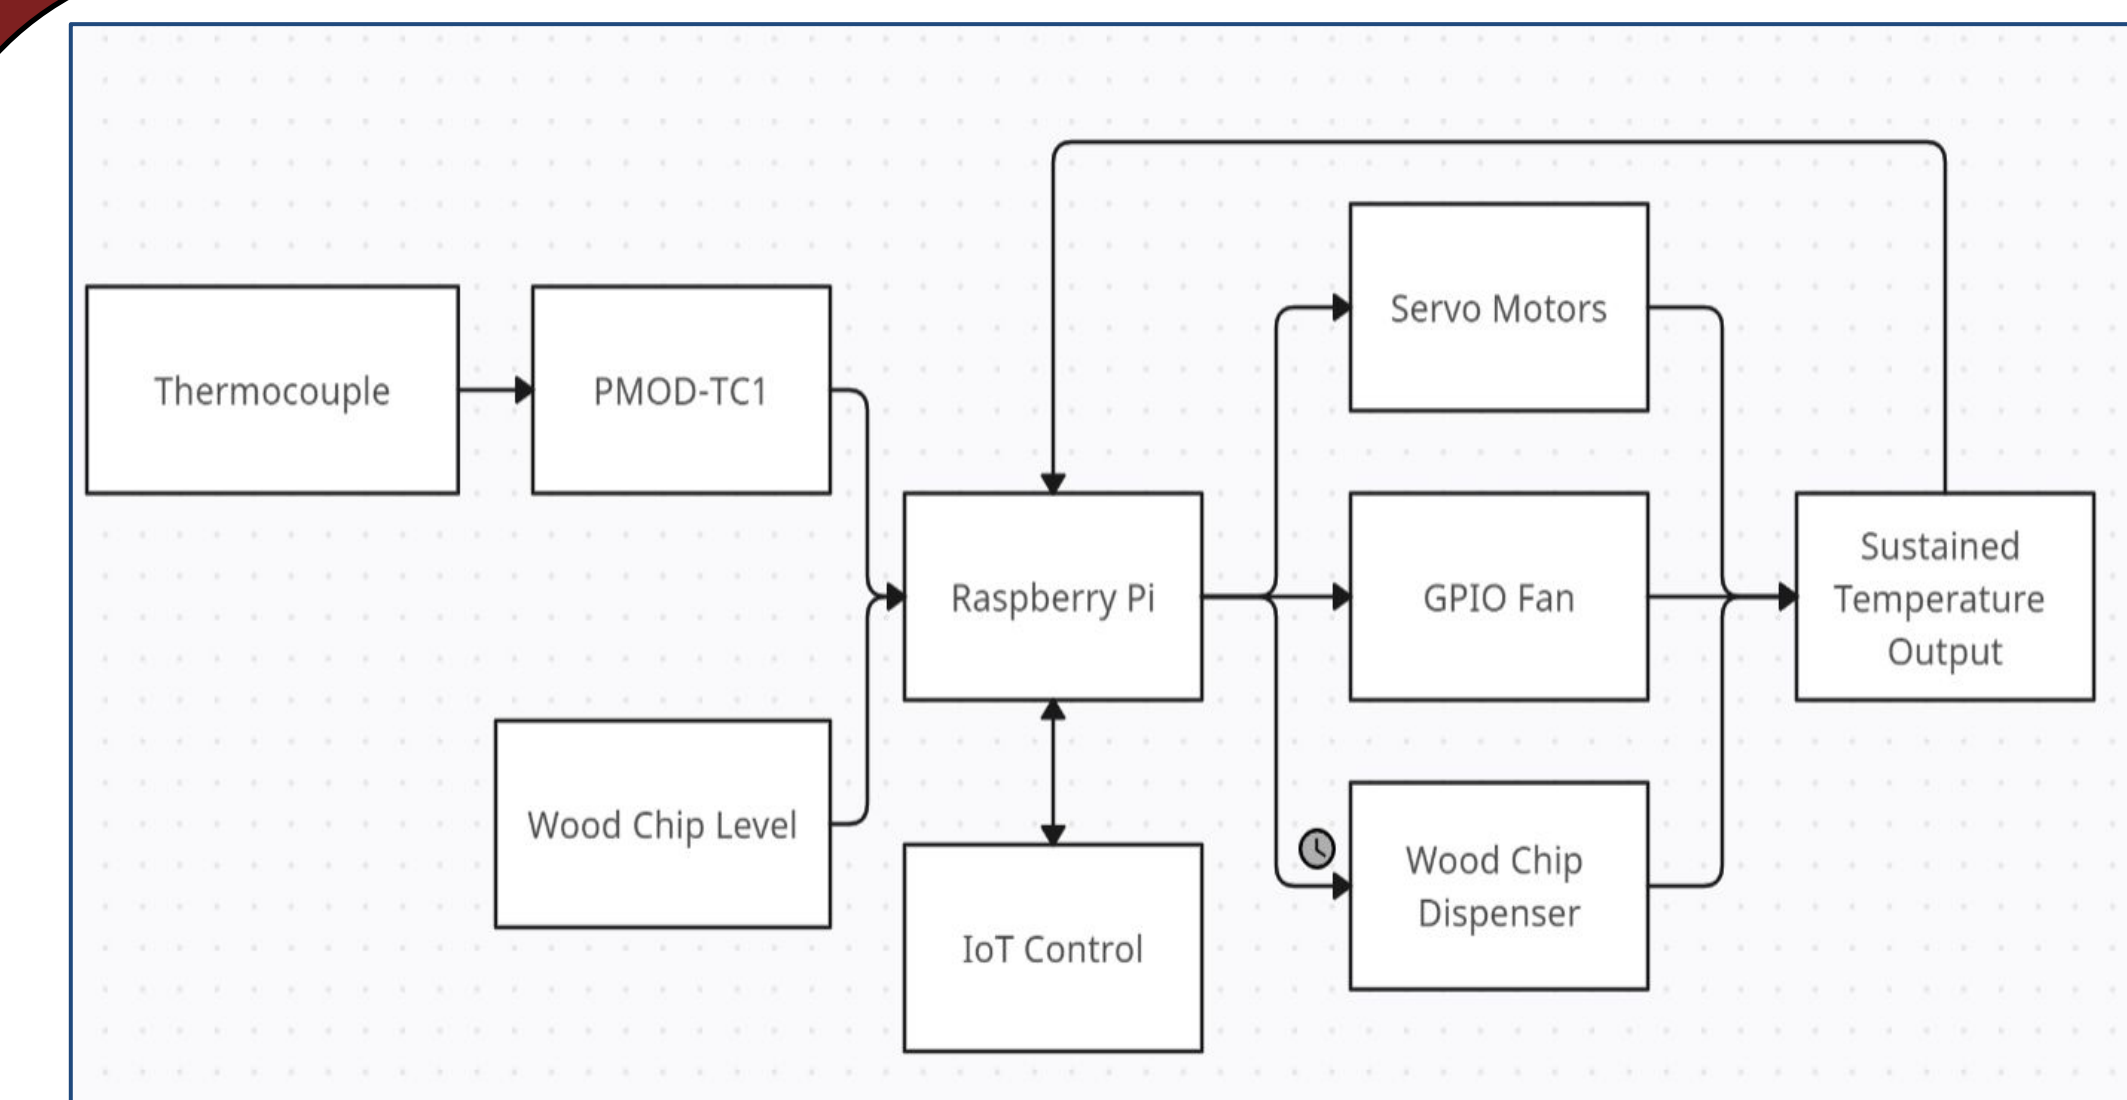 Thermocouple
PMOD-TC1
Wood Chip Level
Raspberry Pi
IoT Control
Servo Motors
GPIO Fan
Wood Chip
Dispenser
Sustained
Temperature
Output